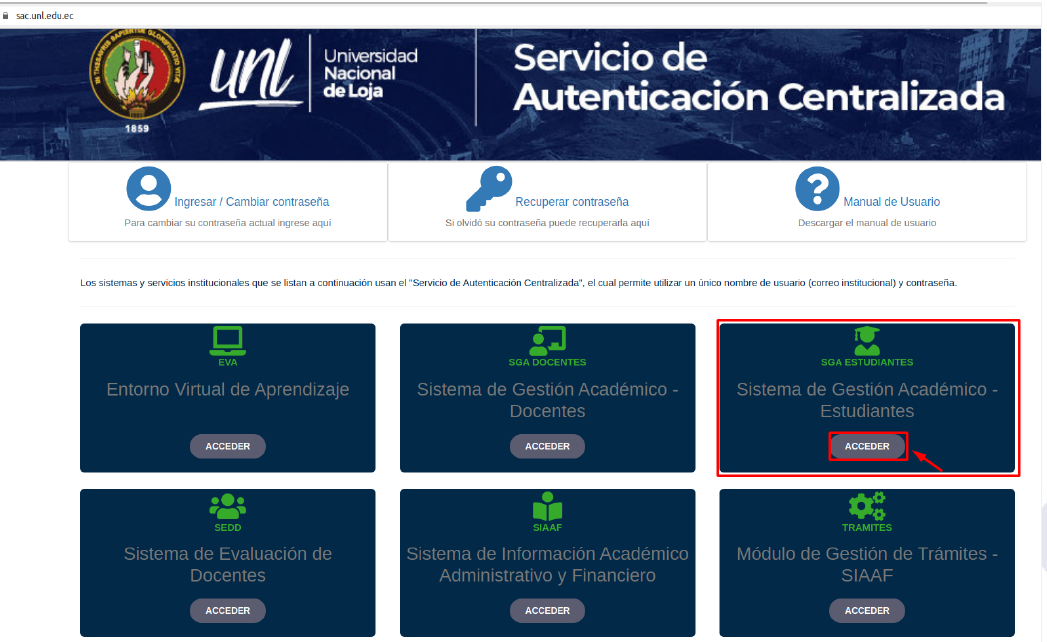 sac.unl.edu.ec
unl
Universidad
Nacional
de Loja
Servicio de
Autenticación Centralizada
1859
Ingresar / Cambiar contraseña
Para cambiar su contraseña actual ingrese aquí
Recuperar contraseña
Si olvidó su contraseña puede recuperarla aquí
Manual de Usuario
Descargar el manual de usuario
Los sistemas y servicios institucionales que se listan a continuación usan el "Servicio de Autenticación Centralizada", el cual permite utilizar un único nombre de usuario (correo institucional) y contraseña.
EVA
Entorno Virtual de Aprendizaje
ACCEDER
SGA DOCENTES
Sistema de Gestión Académico -
Docentes
ACCEDER
SGA ESTUDIANTES
Sistema de Gestión Académico -
Estudiantes
ACCEDER
SEDD
Sistema de Evaluación de
Docentes
ACCEDER
SIAAF
Sistema de Información Académico
Administrativo y Financiero
ACCEDER
TRAMITES
Módulo de Gestión de Trámites -
SIAAF
ACCEDER